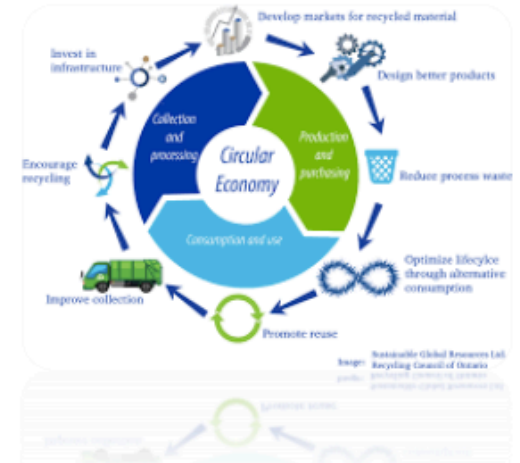 Develop markets for recycled material
Invest in
infrastructure
Design better products
Collection
and
processing
Production
and
purchasing
Circular
Economy
Encourage
recycling
Reduce process waste
Consumption and use
Optimize lifecylce
through alternative
consumption
Improve collection
Promote reuse
Image: Sustainable Global Resources Ltd.
Recycling Council of Ontario